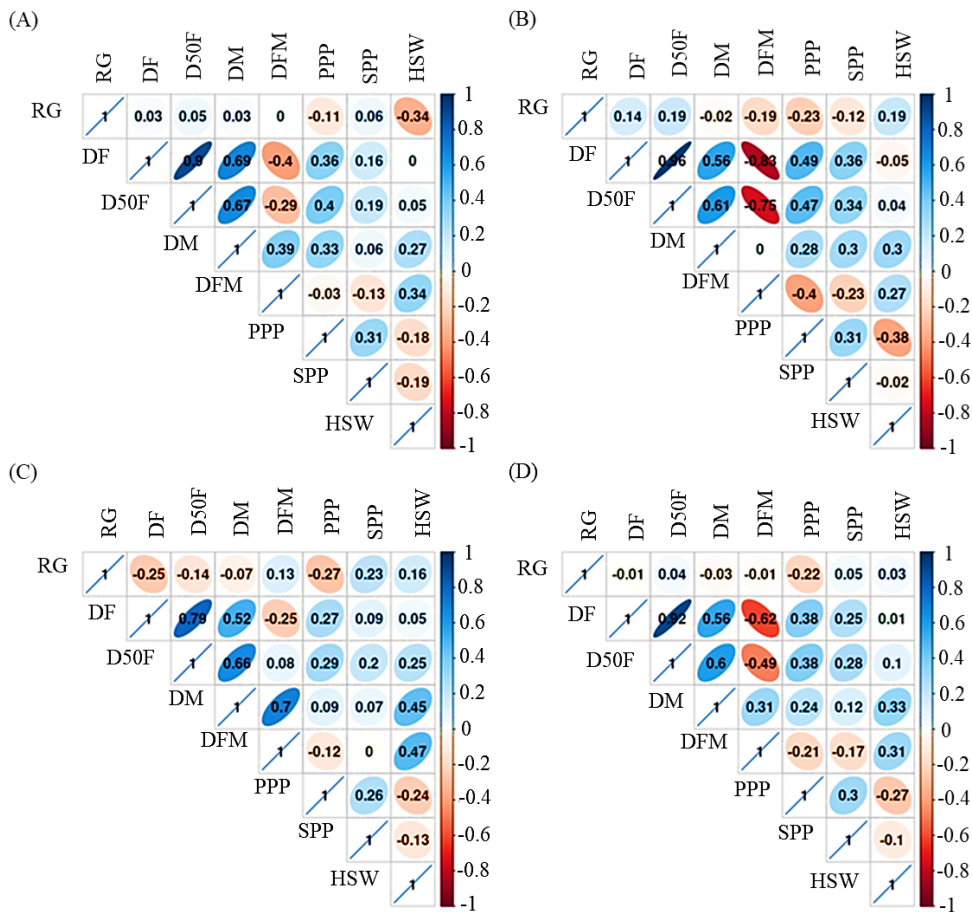 (A)
RG DF D50F DM DFM PPP SPP HSW
RG 1 0.03 0.05 0.03 0 -0.11 0.06 -0.34
DF 1 0.9 0.69 -0.4 0.36 0.16 0
D50F 1 0.67 -0.29 0.4 0.19 0.05
DM 1 0.39 0.33 0.06 0.27
DFM 1 -0.03 -0.13 0.34
PPP 1 0.31 -0.18
SPP 1 -0.19
HSW 1
1
0.8
0.6
0.4
0.2
0
-0.2
-0.4
-0.6
-0.8
-1
(B)
RG DF D50F DM DFM PPP SPP HSW
RG 1 0.14 0.19 -0.02 -0.19 -0.23 -0.12 0.19
DF 1 0.96 0.56 -0.83 0.49 0.36 -0.05
D50F 1 0.61 -0.75 0.47 0.34 0.04
DM 1 0 0.28 0.3 0.3
DFM 1 -0.4 -0.23 0.27
PPP 1 0.31 -0.38
SPP 1 -0.02
HSW 1
1
0.8
0.6
0.4
0.2
0
-0.2
-0.4
-0.6
-0.8
-1
(C)
RG DF D50F DM DFM PPP SPP HSW
RG 1 -0.25 -0.14 -0.07 0.13 -0.27 0.23 0.16
DF 1 0.79 0.52 -0.25 0.27 0.09 0.05
D50F 1 0.66 0.08 0.29 0.2 0.25
DM 1 0.7 0.09 0.07 0.45
DFM 1 -0.12 0 0.47
PPP 1 0.26 -0.24
SPP 1 -0.13
HSW 1
1
0.8
0.6
0.4
0.2
0
-0.2
-0.4
-0.6
-0.8
-1
(D)
RG DF D50F DM DFM PPP SPP HSW
RG 1 -0.01 0.04 -0.03 -0.01 -0.22 0.05 0.03
DF 1 0.92 0.56 -0.62 0.38 0.25 0.01
D50F 1 0.6 -0.49 0.38 0.28 0.1
DM 1 0.31 0.24 0.12 0.33
DFM 1 -0.21 -0.17 0.31
PPP 1 0.3 -0.27
SPP 1 -0.1
HSW 1
1
0.8
0.6
0.4
0.2
0
-0.2
-0.4
-0.6
-0.8
-1